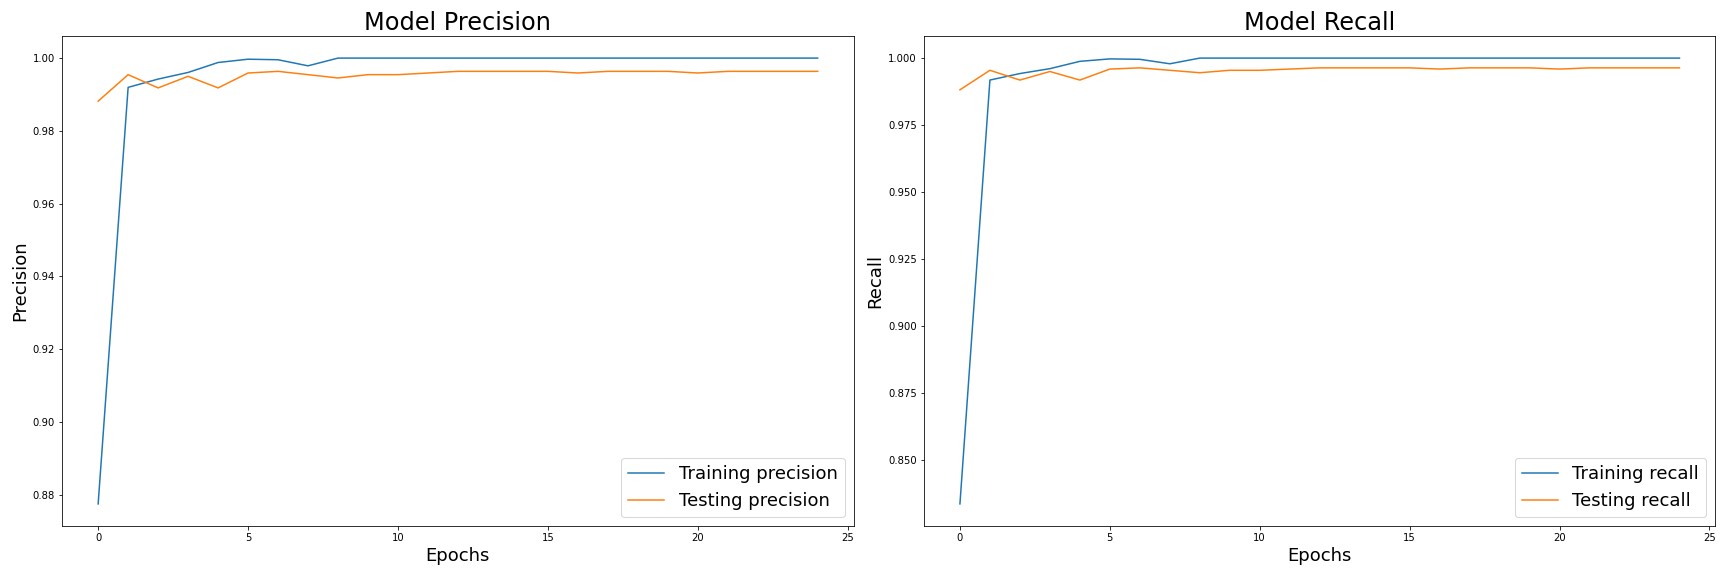 Model Precision
1.00
0.98
0.96
0.94
0.92
0.90
0.88
Precision
0
5
10
15
20
25
Epochs
Training precision
Testing precision
Model Recall
1.000
0.975
0.950
0.925
0.900
0.875
0.850
Recall
0
5
10
15
20
25
Epochs
Training recall
Testing recall